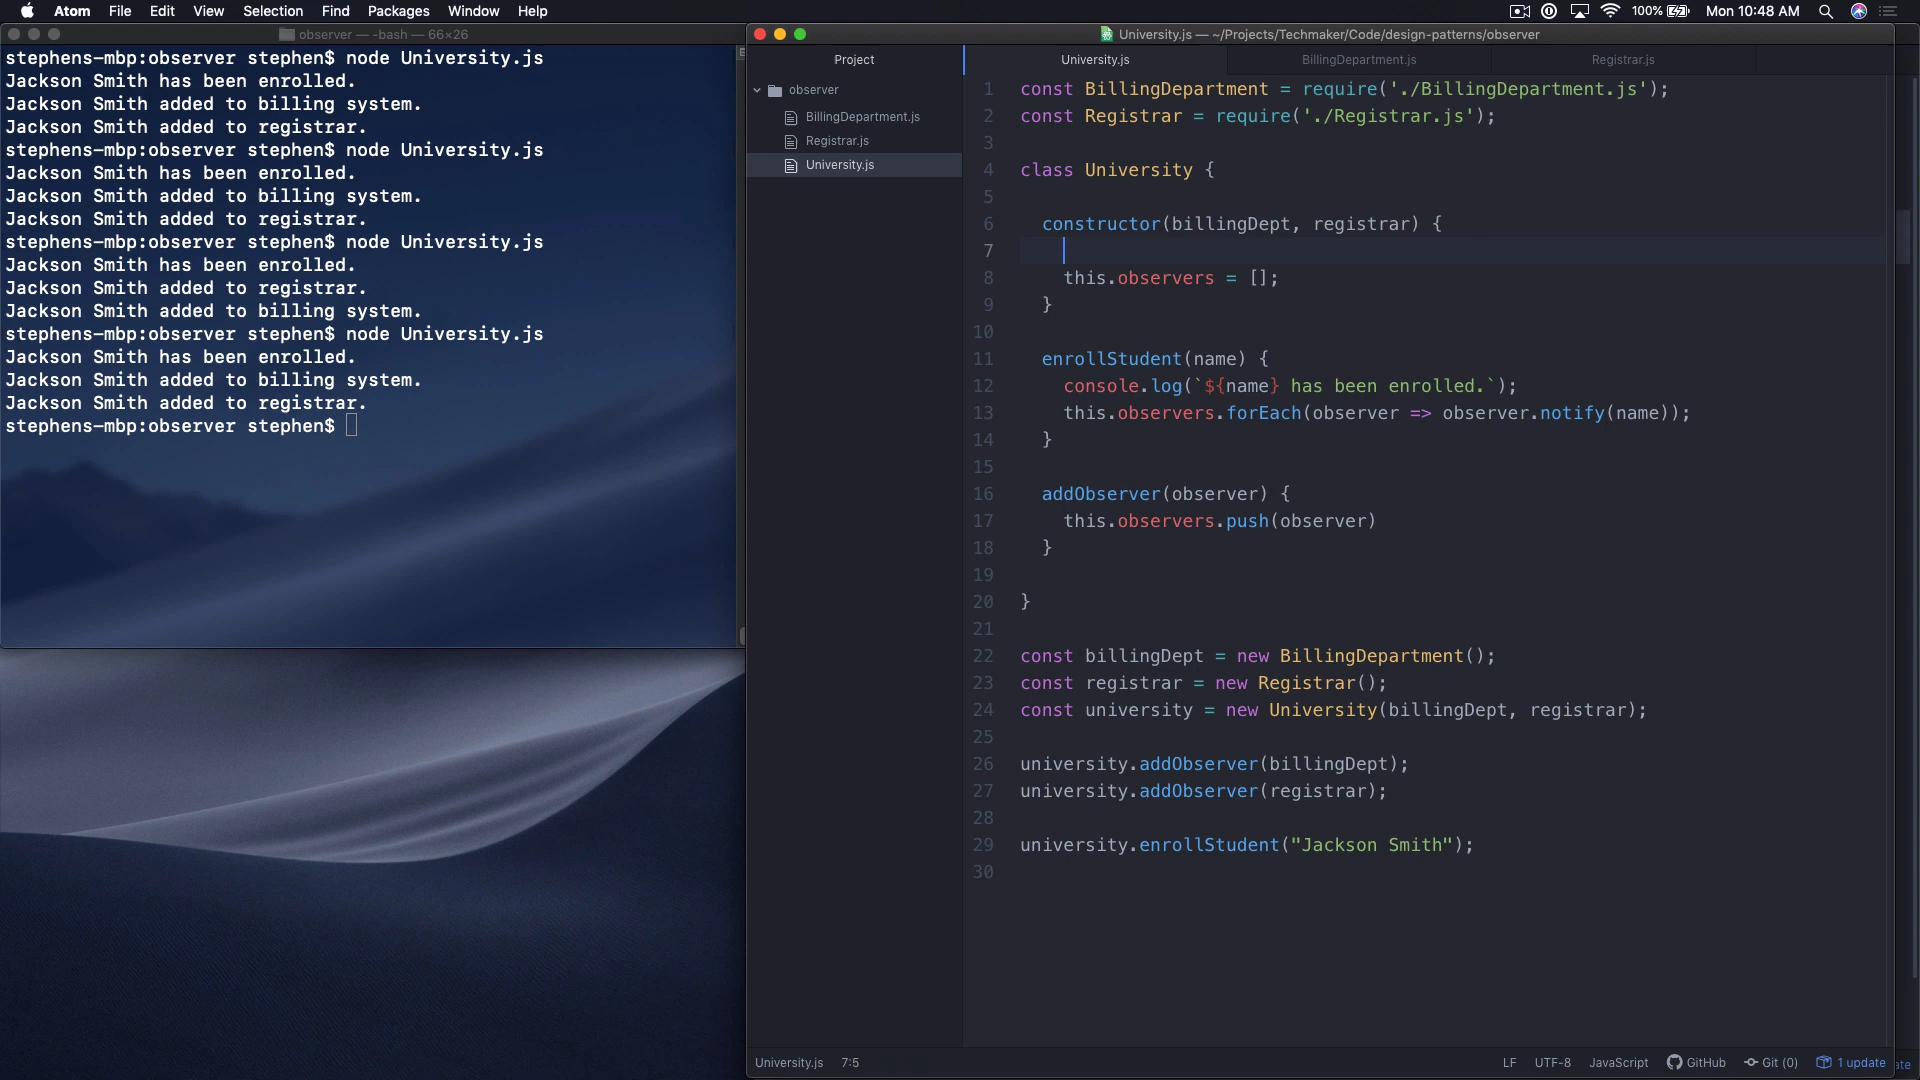 Atom File Edit View Selection Find Packages Window Help
100% Mon 10:48 AM
observer — -bash — 66×26
stephens-mbp:observer stephen$ node University.js
Jackson Smith has been enrolled.
Jackson Smith added to billing system.
Jackson Smith added to registrar.
stephens-mbp:observer stephen$ node University.js
Jackson Smith has been enrolled.
Jackson Smith added to billing system.
Jackson Smith added to registrar.
stephens-mbp:observer stephen$ node University.js
Jackson Smith has been enrolled.
Jackson Smith added to registrar.
Jackson Smith added to billing system.
stephens-mbp:observer stephen$ node University.js
Jackson Smith has been enrolled.
Jackson Smith added to billing system.
Jackson Smith added to registrar.
stephens-mbp:observer stephen$
University.js — ~/Projects/Techmaker/Code/design-patterns/observer
Project
observer
BillingDepartment.js
Registrar.js
University.js
University.js BillingDepartment.js Registrar.js
1 const BillingDepartment = require('./BillingDepartment.js');
2 const Registrar = require('./Registrar.js');
3
4 class University {
5
6 constructor(billingDept, registrar) {
7
8 this.observers = [];
9 }
10
11 enrollStudent(name) {
12 console.log(`${name} has been enrolled.`);
13 this.observers.forEach(observer => observer.notify(name));
14 }
15
16 addObserver(observer) {
17 this.observers.push(observer)
18 }
19
20 }
21
22 const billingDept = new BillingDepartment();
23 const registrar = new Registrar();
24 const university = new University(billingDept, registrar);
25
26 university.addObserver(billingDept);
27 university.addObserver(registrar);
28
29 university.enrollStudent("Jackson Smith");
30
University.js 7:5
LF UTF-8 JavaScript GitHub Git (0) 1 update